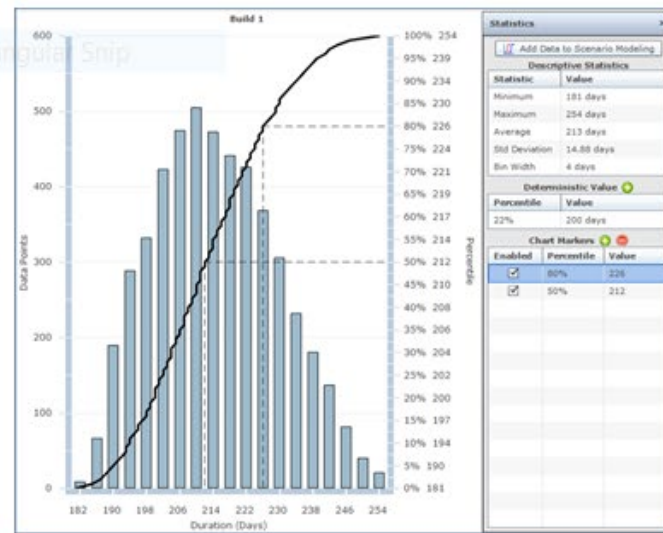 Build 1
ngular Snip
600
500
400
300
200
100
0
Data Points
100% 254
95% 239
90% 234
85% 230
80% 226
75% 224
70% 221
65% 219
60% 217
55% 214
50% 212
45% 210
40% 208
35% 206
30% 204
25% 202
20% 200
15% 197
10% 194
5% 190
0% 181
Percentile
182 190 198 206 214 222 230 238 246 254
Duration (Days)
Statistics
Add Data to Scenario Modeling
Descriptive Statistics
Statistic Value
Minimum 181 days
Maximum 254 days
Average 213 days
Std Deviation 14.88 days
Bin Width 4 days
Deterministic Value
Percentile Value
22% 200 days
Chart Markers
Enabled Percentile Value
80% 226
50% 212